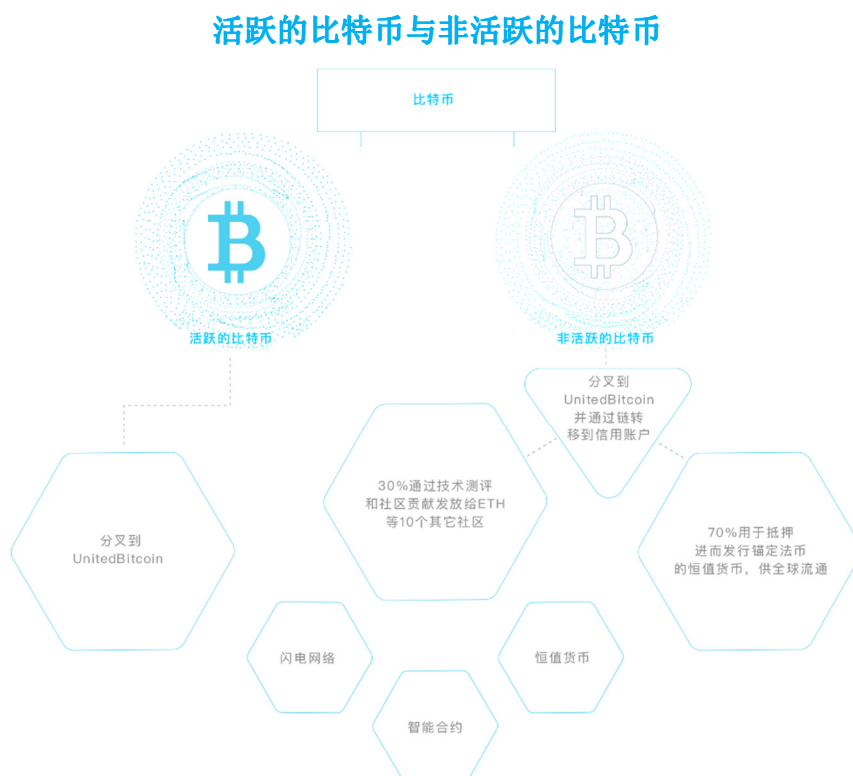 活跃的比特币与非活跃的比特币
比特币
活跃的比特币
非活跃的比特币
分叉到
UnitedBitcoin
并通过链转
移到信用账户
30%通过技术测评
和社区贡献发放给ETH
等10个其它社区
分叉到
UnitedBitcoin
70%用于抵押
进而发行锚定法币
的恒值货币，供全球流通
闪电网络
恒值货币
智能合约